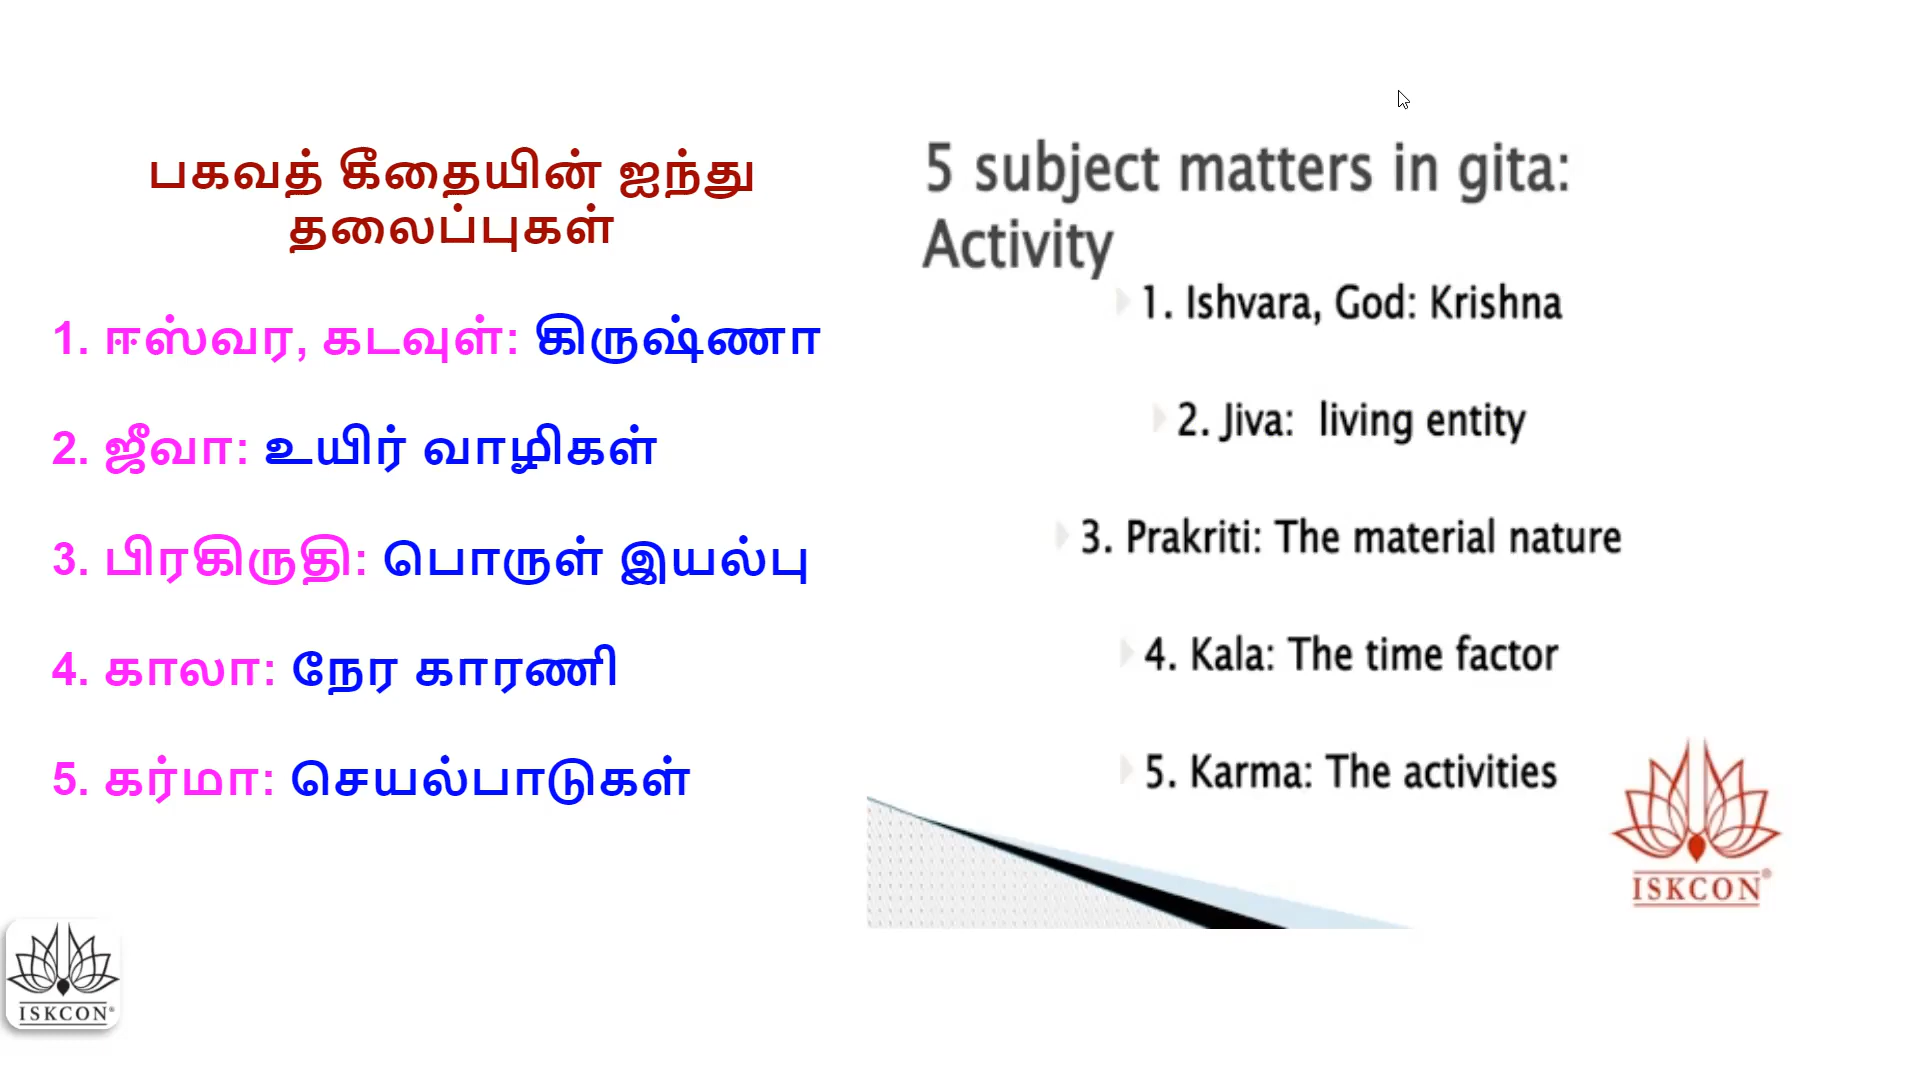 பகவத் கீதையின் ஐந்து
தலைப்புகள்
1. ஈஸ்வர, கடவுள்: கிருஷ்ணா
2. ஜீவா: உயிர் வாழிகள்
3. பிரகிருதி: பொருள் இயல்பு
4. காலா: நேர காரணி
5. கர்மா: செயல்பாடுகள்
ISKCON®
5 subject matters in gita:
Activity
1. Ishvara, God: Krishna
2. Jiva: living entity
3. Prakriti: The material nature
4. Kala: The time factor
5. Karma: The activities
ISKCON®